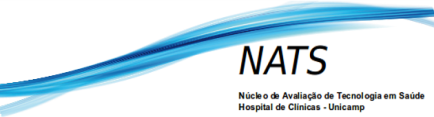 NATS
Núcleo de Avaliação de Tecnologia em Saúde
Hospital de Clínicas - Unicamp